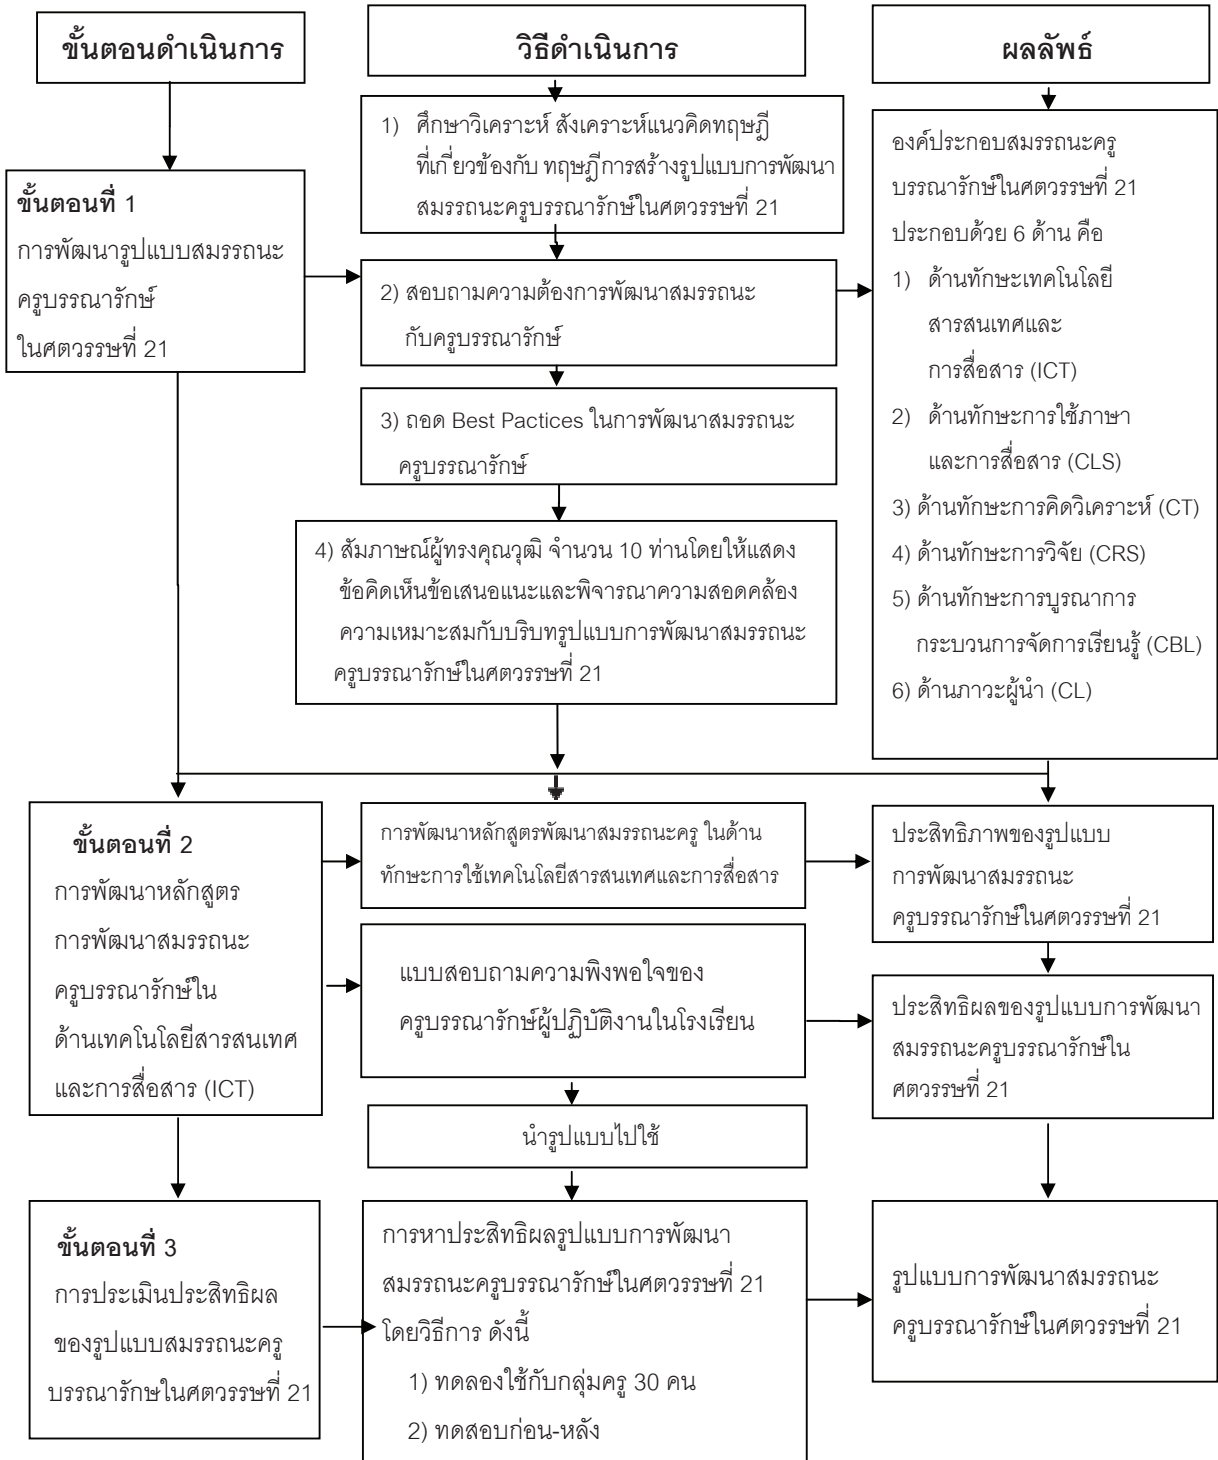 ขั้นตอนดำเนินการ
วิธีดำเนินการ
ผลลัพธ์
ขั้นตอนที่ 1
การพัฒนารูปแบบสมรรถนะ
ครูบรรณารักษ์
ในศตวรรษที่ 21
1) ศึกษาวิเคราะห์ สังเคราะห์แนวคิดทฤษฎี
ที่เกี่ยวข้องกับ ทฤษฎีการสร้างรูปแบบการพัฒนา
สมรรถนะครูบรรณารักษ์ในศตวรรษที่ 21
2) สอบถามความต้องการพัฒนาสมรรถนะ
กับครูบรรณารักษ์
3) ถอด Best Pactices ในการพัฒนาสมรรถนะ
ครูบรรณารักษ์
4) สัมภาษณ์ผู้ทรงคุณวุฒิ จำนวน 10 ท่านโดยให้แสดง
ข้อคิดเห็นข้อเสนอแนะและพิจารณาความสอดคล้อง
ความเหมาะสมกับบริบทรูปแบบการพัฒนาสมรรถนะ
ครูบรรณารักษ์ในศตวรรษที่ 21
องค์ประกอบสมรรถนะครู
บรรณารักษ์ในศตวรรษที่ 21
ประกอบด้วย 6 ด้าน คือ
1) ด้านทักษะเทคโนโลยี
สารสนเทศและ
การสื่อสาร (ICT)
2) ด้านทักษะการใช้ภาษา
และการสื่อสาร (CLS)
3) ด้านทักษะการคิดวิเคราะห์ (CT)
4) ด้านทักษะการวิจัย (CRS)
5) ด้านทักษะการบูรณาการ
กระบวนการจัดการเรียนรู้ (CBL)
6) ด้านภาวะผู้นำ (CL)
ขั้นตอนที่ 2
การพัฒนาหลักสูตร
การพัฒนาสมรรถนะ
ครูบรรณารักษ์ใน
ด้านเทคโนโลยีสารสนเทศ
และการสื่อสาร (ICT)
การพัฒนาหลักสูตรพัฒนาสมรรถนะครู ในด้าน
ทักษะการใช้เทคโนโลยีสารสนเทศและการสื่อสาร
แบบสอบถามความพึงพอใจของ
ครูบรรณารักษ์ผู้ปฏิบัติงานในโรงเรียน
นำรูปแบบไปใช้
ประสิทธิภาพของรูปแบบ
การพัฒนาสมรรถนะ
ครูบรรณารักษ์ในศตวรรษที่ 21
ประสิทธิผลของรูปแบบการพัฒนา
สมรรถนะครูบรรณารักษ์ใน
ศตวรรษที่ 21
ขั้นตอนที่ 3
การประเมินประสิทธิผล
ของรูปแบบสมรรถนะครู
บรรณารักษในศตวรรษที่ 21
การหาประสิทธิผลรูปแบบการพัฒนา
สมรรถนะครูบรรณารักษ์ในศตวรรษที่ 21
โดยวิธีการ ดังนี้
1) ทดลองใช้กับกลุ่มครู 30 คน
2) ทดสอบก่อน-หลัง
รูปแบบการพัฒนาสมรรถนะ
ครูบรรณารักษ์ในศตวรรษที่ 21